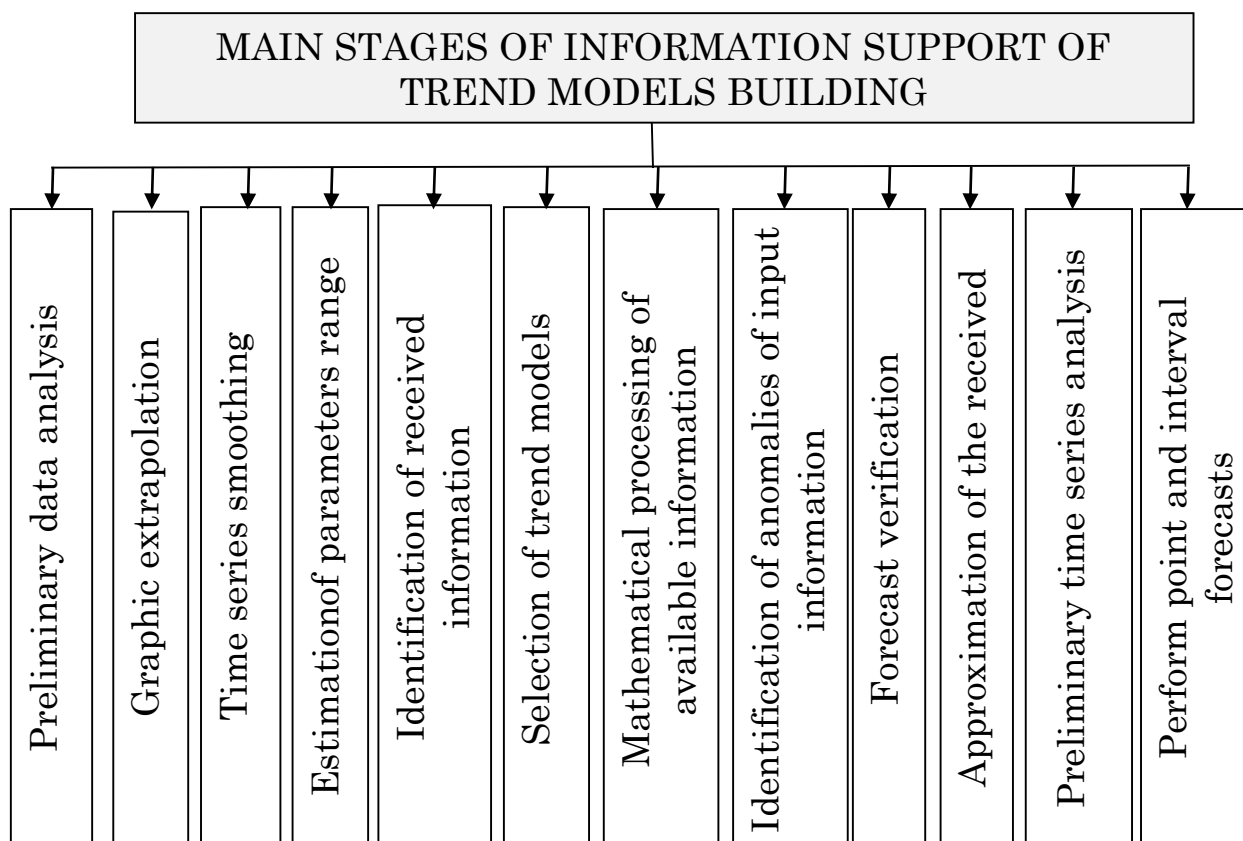 MAIN STAGES OF INFORMATION SUPPORT OF
TREND MODELS BUILDING
Preliminary data analysis
Graphic extrapolation
Time series smoothing
Estimationof parameters range
Identification of received
information
Selection of trend models
Mathematical processing of
available information
Identification of anomalies of input
information
Forecast verification
Approximation of the received
Preliminary time series analysis
Perform point and interval
forecasts